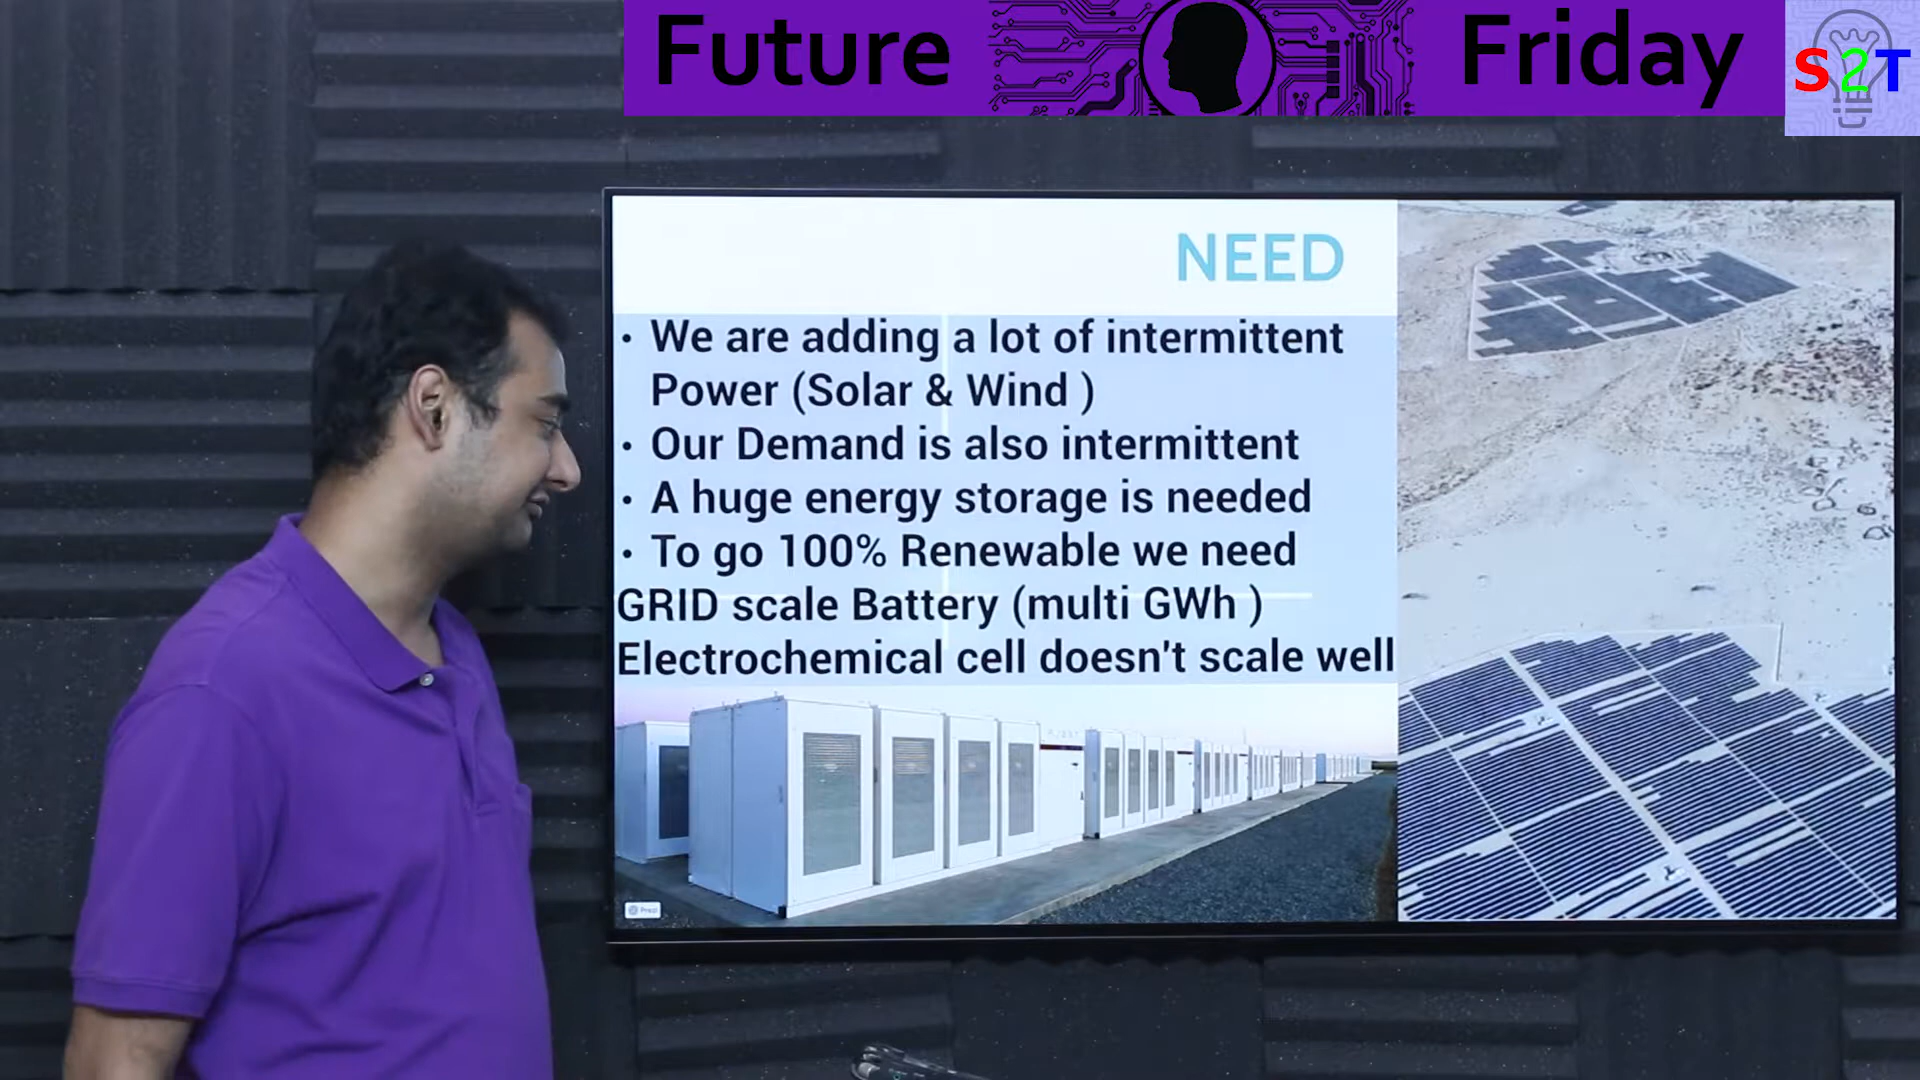 Future Friday
S2T
NEED
• We are adding a lot of intermittent
Power (Solar & Wind )
• Our Demand is also intermittent
• A huge energy storage is needed
• To go 100% Renewable we need
GRID scale Battery (multi GWh )
Electrochemical cell doesn't scale well
Prezi